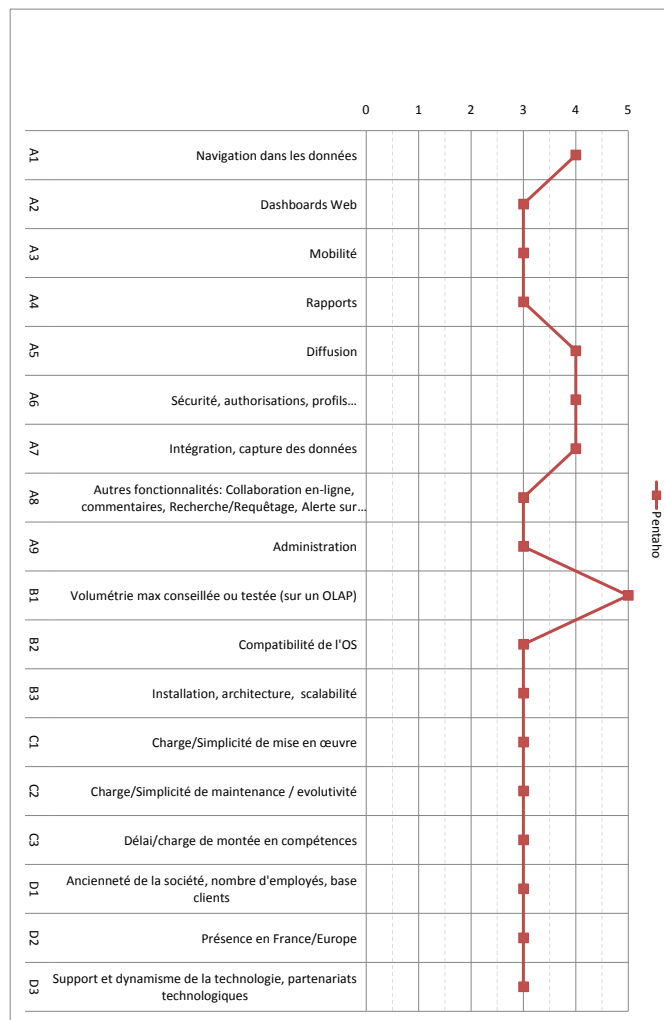 0 1 2 3 4 5
A1 Navigation dans les données
A2 Dashboards Web
A3 Mobilité
A4 Rapports
A5 Diffusion
A6 Sécurité, authorisations, profils...
A7 Intégration, capture des données
A8 Autres fonctionnalités: Collaboration en-ligne,
commentaires, Recherche/Requêtage, Alerte sur...
A9 Administration
B1 Volumétrie max conseillée ou testée (sur un OLAP)
B2 Compatibilité de l'OS
B3 Installation, architecture, scalabilité
C1 Charge/Simplicité de mise en œuvre
C2 Charge/Simplicité de maintenance / evolutivité
C3 Délai/charge de montée en compétences
D1 Ancienneté de la société, nombre d'employés, base
clients
D2 Présence en France/Europe
D3 Support et dynamisme de la technologie, partenariats
technologiques
Pentaho